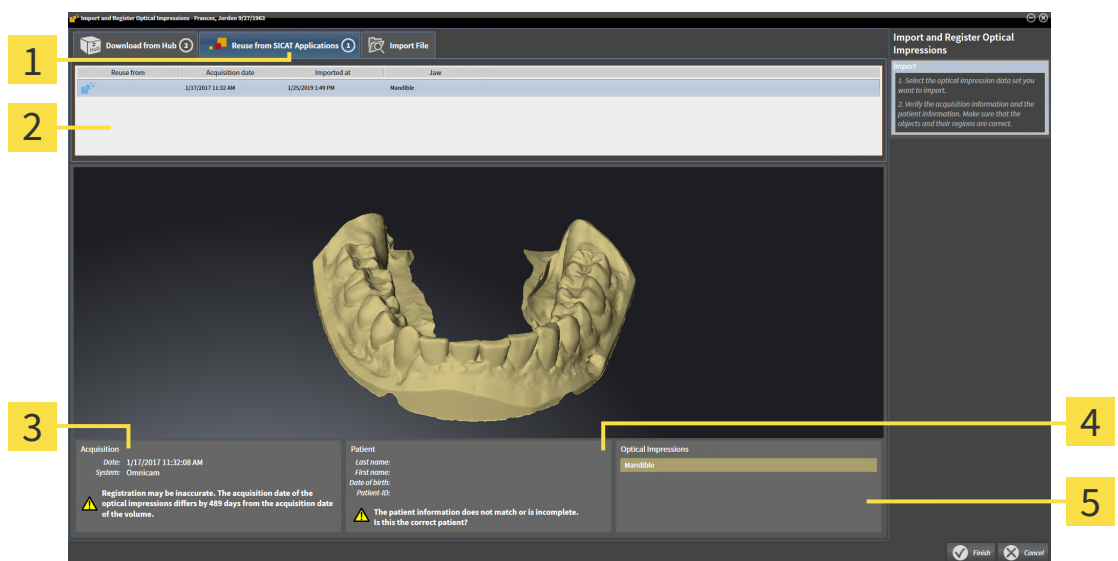 Import and Register Optical Impressions - Frances, Jorden 9/27/1963
Import and Register Optical
Impressions
Download from Hub 2
Reuse from SICAT Applications 1
Import File
Hub
1
Reuse from Acquisition date Imported at Jaw
1/17/2017 11:32 AM 1/25/2019 1:49 PM Mandible
2
Import
1. Select the optical impression data set you
want to import.
2. Verify the acquisition information and the
patient information. Make sure that the
objects and their regions are correct.
3
4
5
Acquisition
Date: 1/17/2017 11:32:08 AM
System: Omnicam
Registration may be inaccurate. The acquisition date of the
optical impressions differs by 489 days from the acquisition date
of the volume.
Patient
Last name:
First name:
Date of birth:
Patient-ID:
The patient information does not match or is incomplete.
Is this the correct patient?
Optical Impressions
Mandible
Finish
Cancel